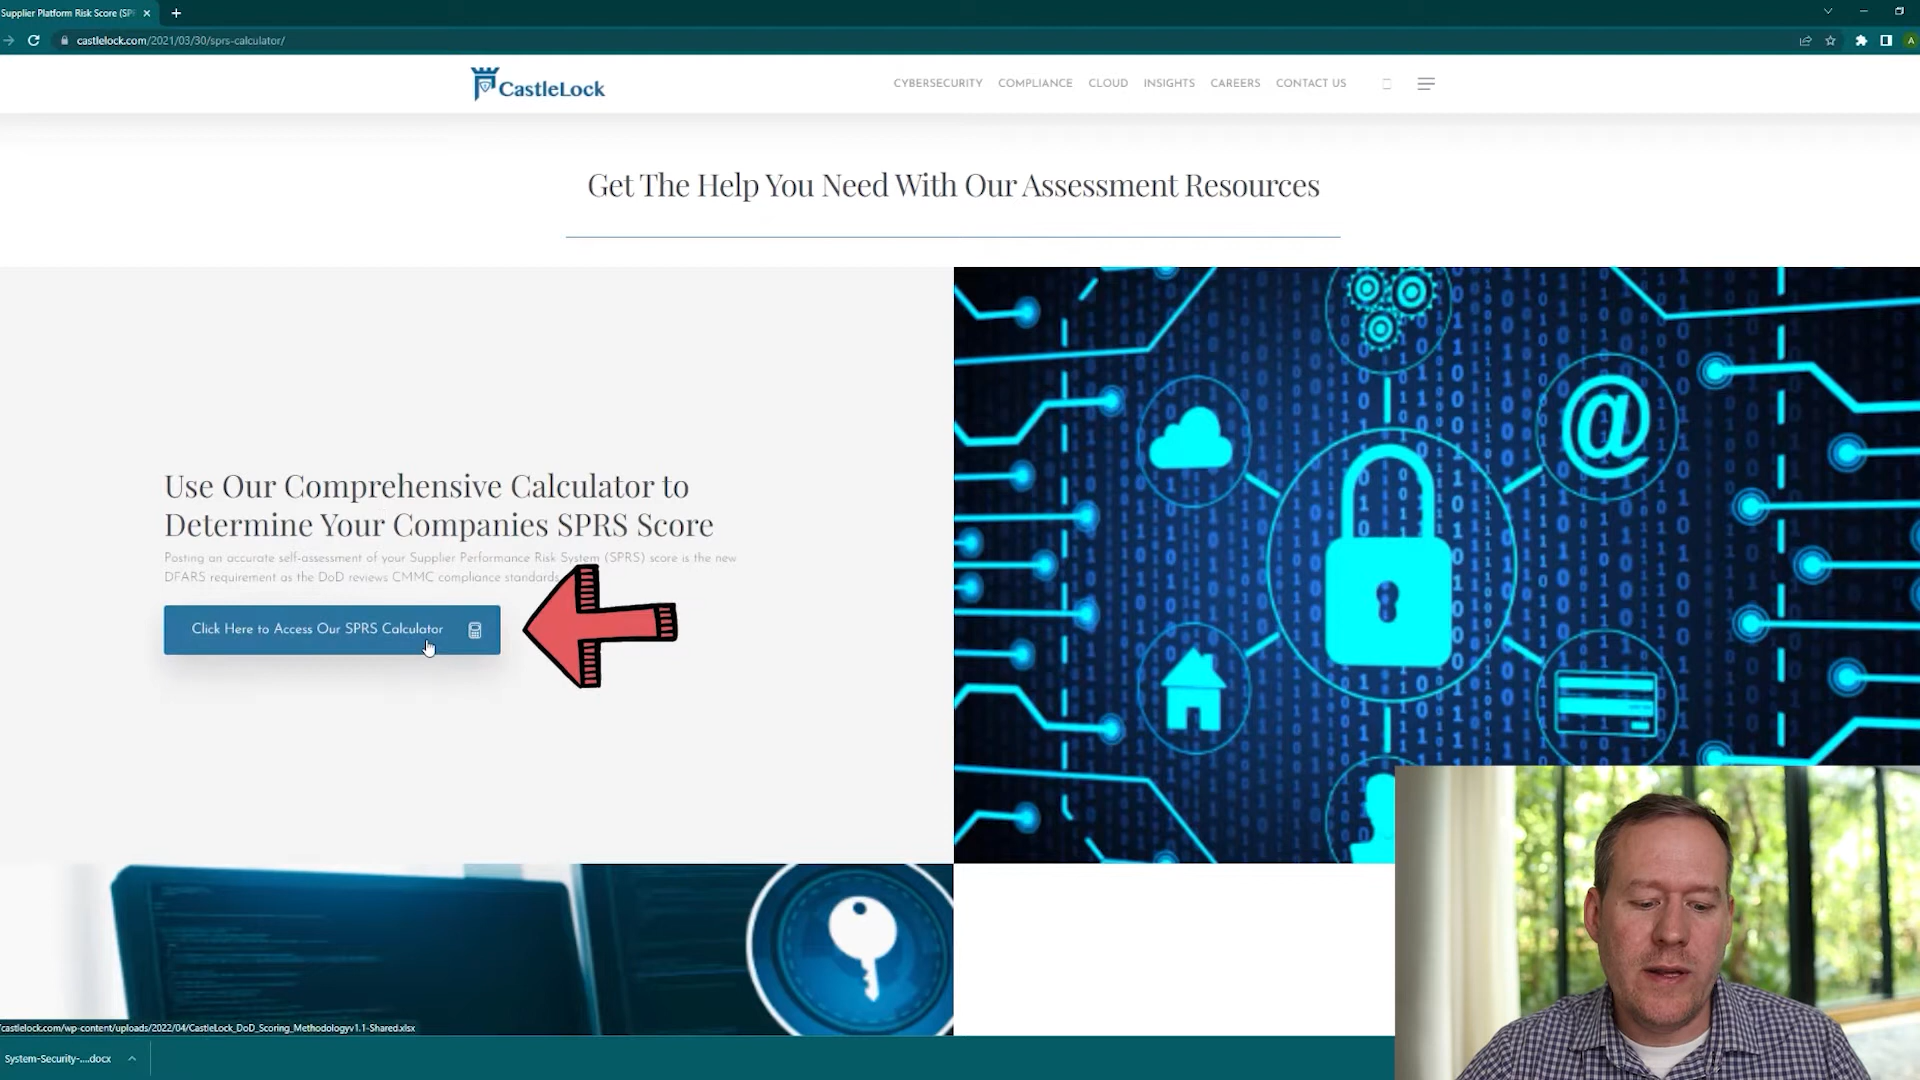 Supplier Platform Risk Score (SP
castlelock.com/2021/03/30/sprs-calculator/
A
CastleLock
CYBERSECURITY COMPLIANCE CLOUD INSIGHTS CAREERS CONTACT US
Get The Help You Need With Our Assessment Resources
Use Our Comprehensive Calculator to
Determine Your Companies SPRS Score
Posting an accurate self-assessment of your Supplier Performance Risk System (SPRS) score is the new
DFARS requirement as the DoD reviews CMMC compliance standards
Click Here to Access Our SPRS Calculator
@
castlelock.com/wp-content/uploads/2022/04/CastleLock_DoD_Scoring_Methodologyv1.1-Shared.xlsx
System-Security-....docx